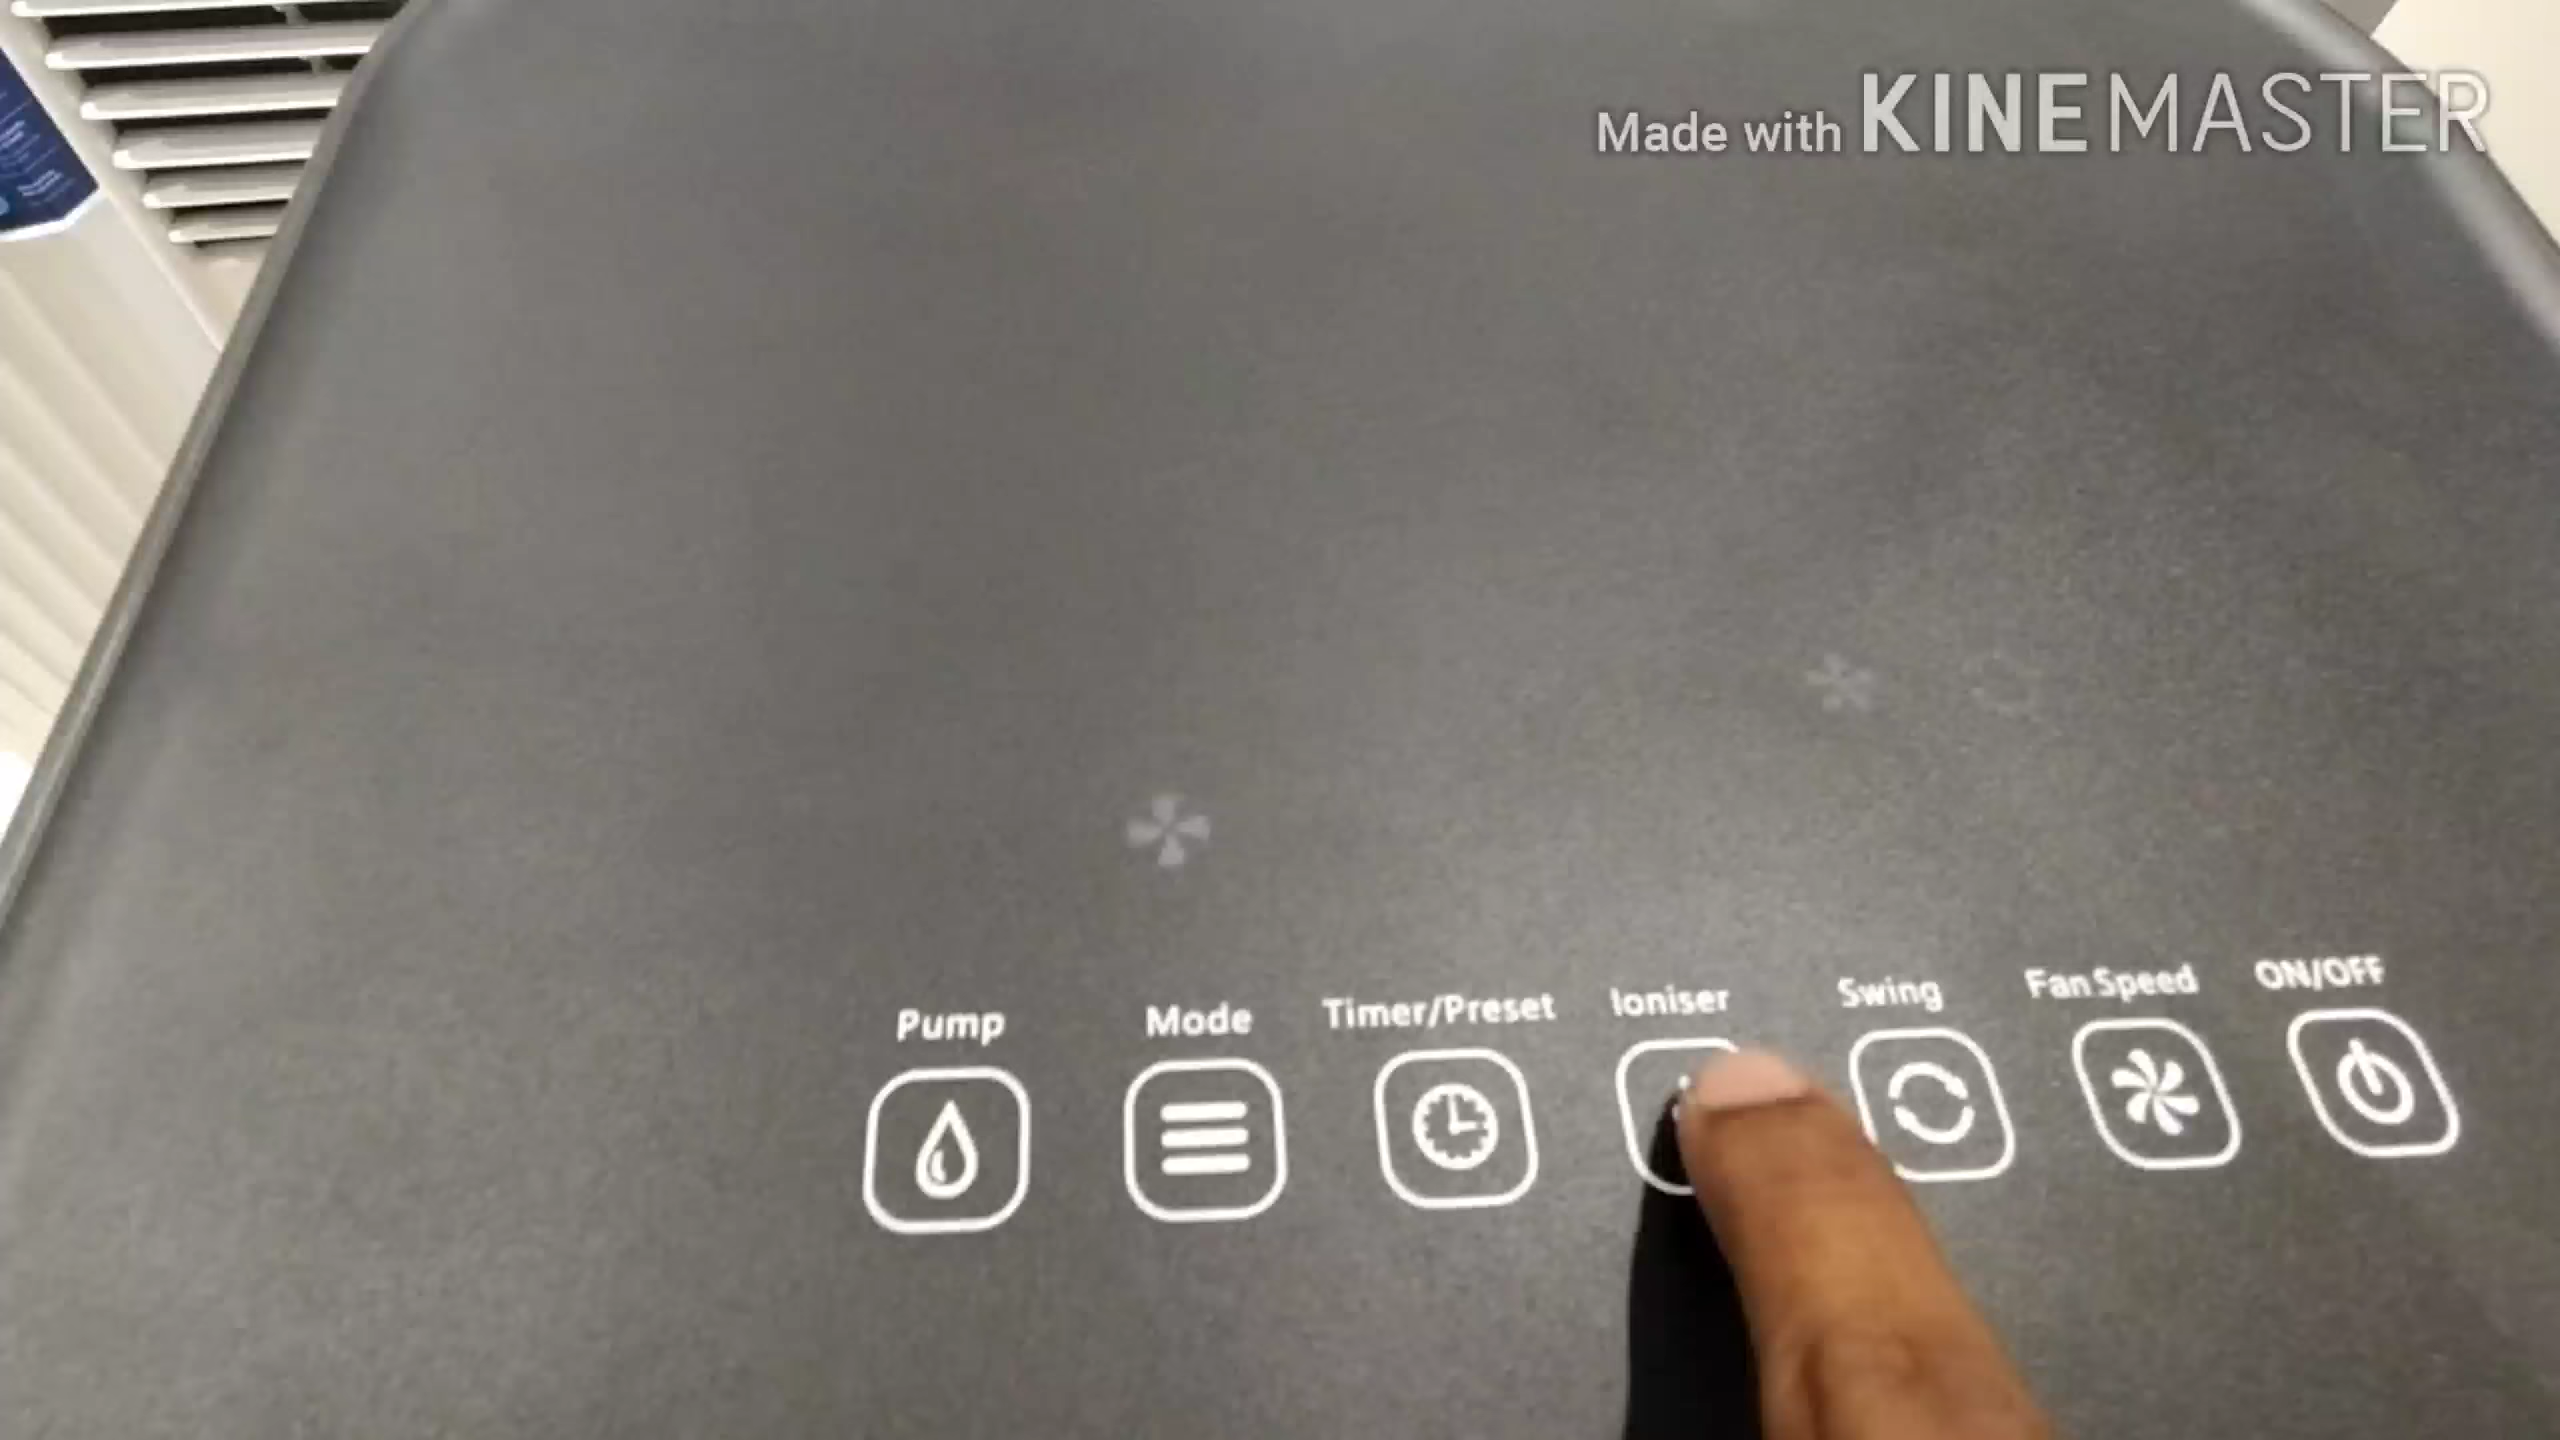 Made with KINEMASTER
Pump
Mode
Timer/Preset
Ioniser
Swing
Fan Speed
ON/OFF